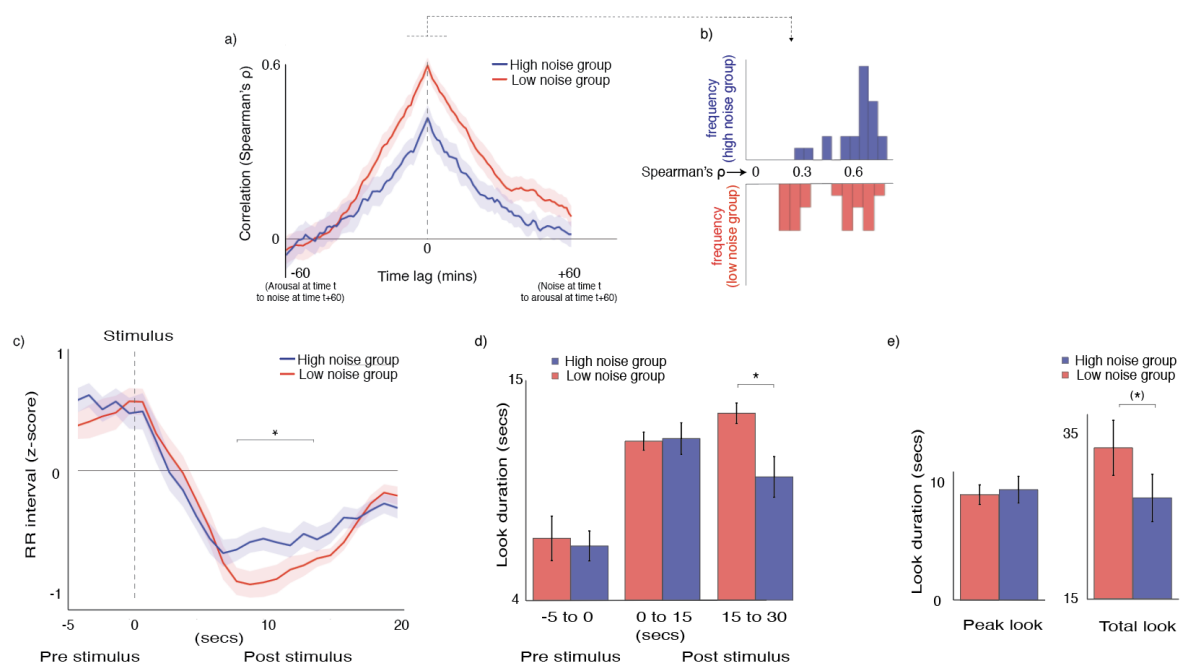 a)
0.6
High noise group
Low noise group
Correlation (Spearman's ρ)
0
0
-60
Time lag (mins)
+60
(Arousal at time t
to noise at time t+60)
(Noise at time t
to arousal at time t+60)
b)
frequency
(high noise group)
Spearman's ρ
0
0.3
0.6
frequency
(low noise group)
c)
Stimulus
1
High noise group
Low noise group
RR interval (z-score)
*
0
-1
-5
0
(secs)
10
20
Pre stimulus
Post stimulus
d)
High noise group
Low noise group
15
*
Look duration (secs)
4
-5 to 0
0 to 15
15 to 30
(secs)
Pre stimulus
Post stimulus
e)
High noise group
Low noise group
(*)
35
10
Look duration (secs)
0
15
Peak look
Total look